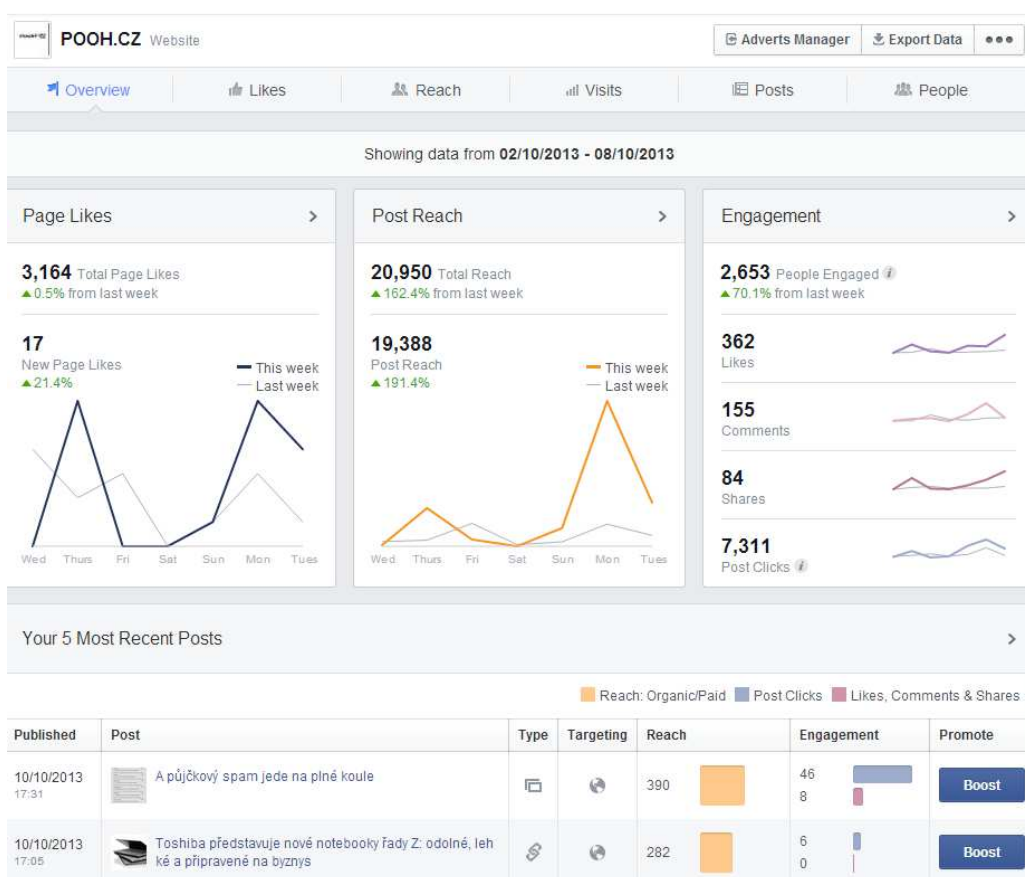 POOH.CZ Website
Adverts Manager Export Data
Overview Likes Reach Visits Posts People
Showing data from 02/10/2013 - 08/10/2013
Page Likes
3,164 Total Page Likes
0.5% from last week
17
New Page Likes
21.4%
This week
Last week
Wed Thurs Fri Sat Sun Mon Tues
Post Reach
20,950 Total Reach
162.4% from last week
19,388
Post Reach
191.4%
This week
Last week
Wed Thurs Fri Sat Sun Mon Tues
Engagement
2,653 People Engaged
70.1% from last week
362
Likes
155
Comments
84
Shares
7,311
Post Clicks
Your 5 Most Recent Posts
Reach: Organic/Paid Post Clicks Likes, Comments & Shares
Published Post Type Targeting Reach Engagement Promote
10/10/2013 A půjčkový spam jede na plné koule 390 46 Boost
17:31 8
10/10/2013 Toshiba představuje nové notebooky řady Z: odolné, leh 282 6 Boost
17:05 ké a připravené na byznys 0